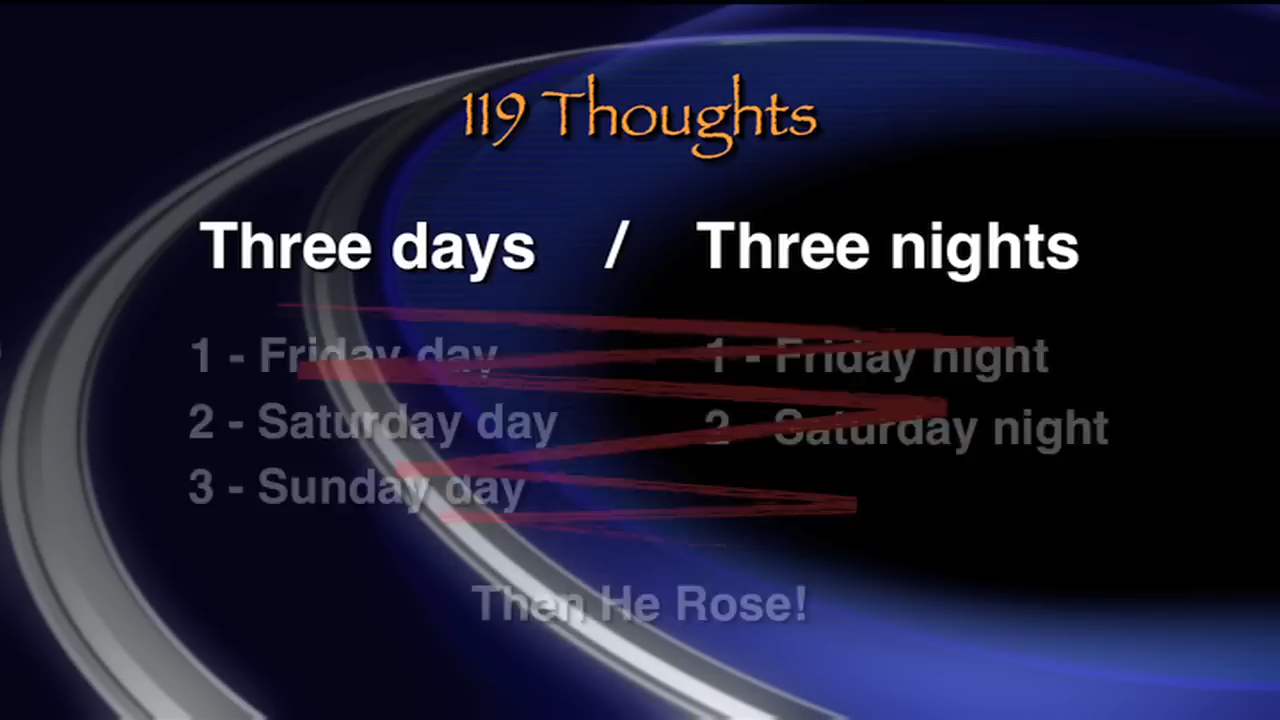 119 Thoughts
Three days / Three nights
1 - Friday day 1 - Friday night
2 - Saturday day 2 - Saturday night
3 - Sunday day
Then He Rose!